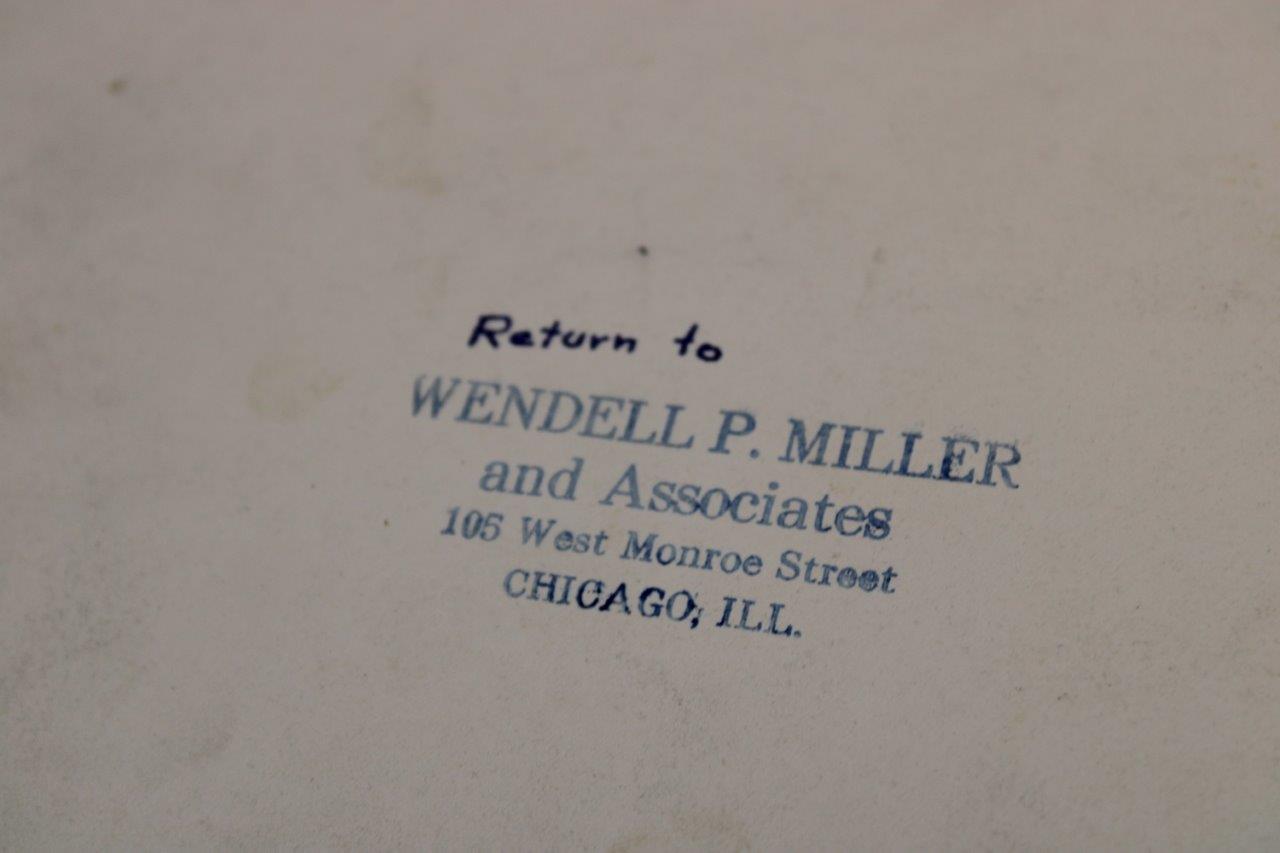 Return to
WENDELL P. MILLER
and Associates
105 West Monroe Street
CHICAGO, ILL.